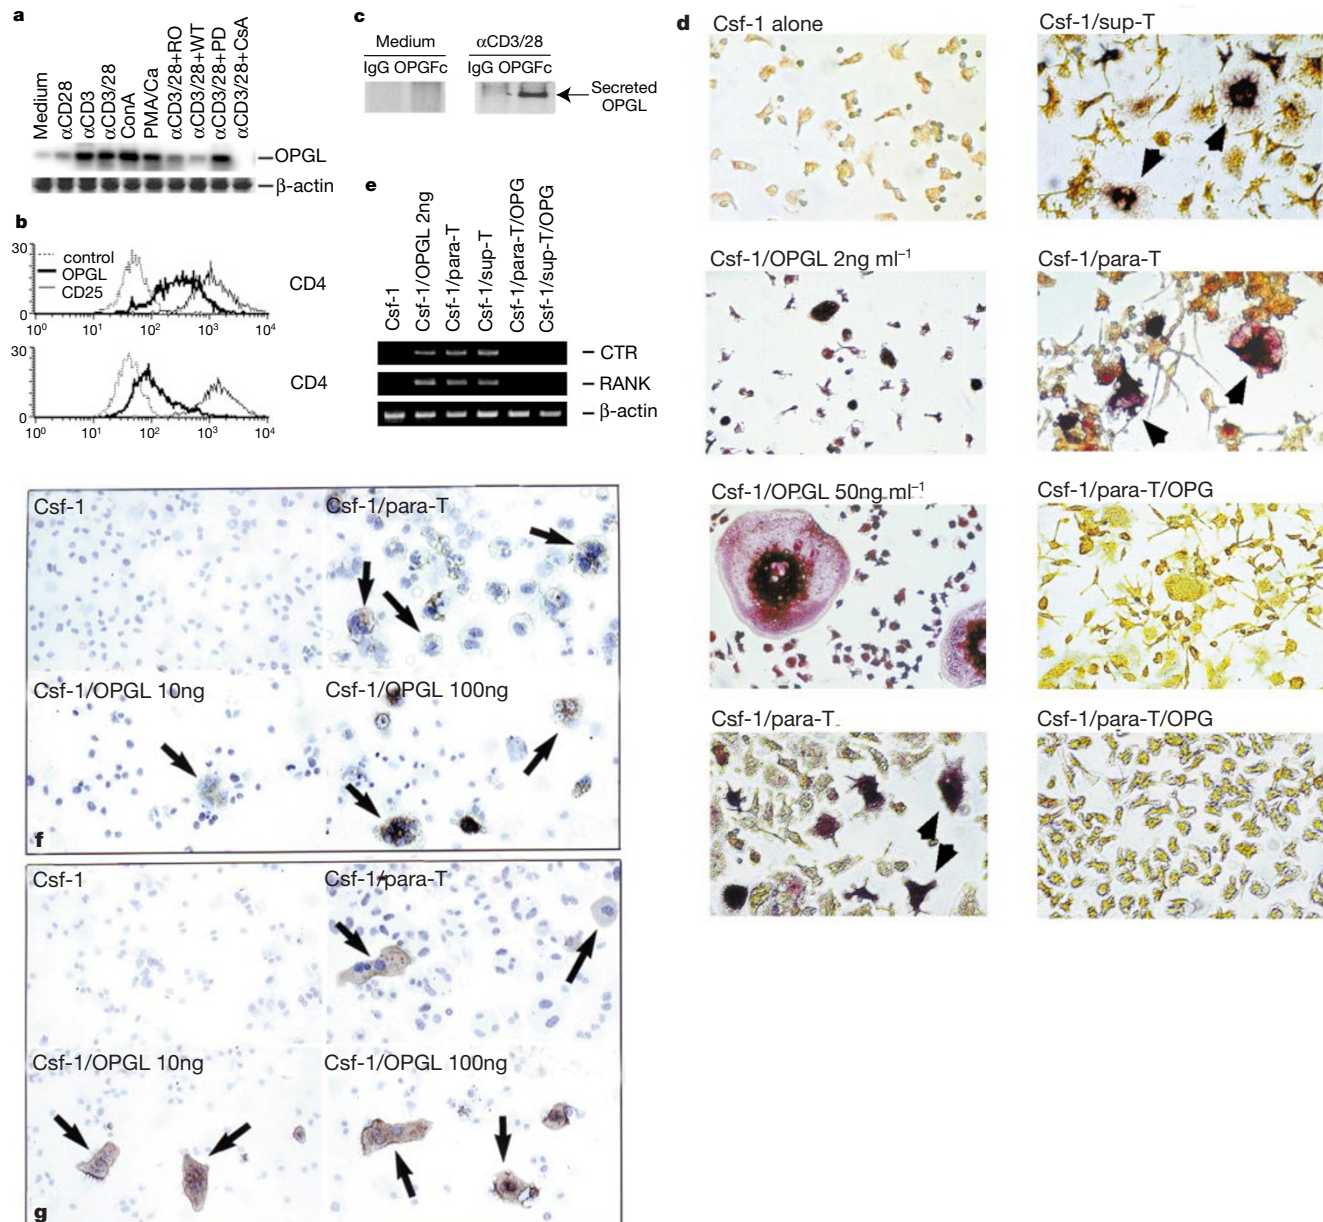 a
Medium
αCD28
αCD3
αCD3/28
ConA
PMA/Ca
αCD3/28+RO
αCD3/28+WT
αCD3/28+PD
αCD3/28+CsA
OPGL
β-actin
b
30
control
OPGL
CD25
CD4
0
10⁰ 10¹ 10² 10³ 10⁴
30
CD4
0
10⁰ 10¹ 10² 10³ 10⁴
c
Medium αCD3/28
IgG OPGFc IgG OPGFc
Secreted
OPGL
e
Csf-1
Csf-1/OPGL 2ng
Csf-1/para-T
Csf-1/sup-T
Csf-1/para-T/OPG
Csf-1/sup-T/OPG
CTR
RANK
β-actin
d
Csf-1 alone
Csf-1/sup-T
Csf-1/OPGL 2ng ml⁻¹
Csf-1/para-T
Csf-1/OPGL 50ng ml⁻¹
Csf-1/para-T/OPG
Csf-1/para-T
Csf-1/para-T/OPG
Csf-1
Csf-1/para-T
Csf-1/OPGL 10ng
Csf-1/OPGL 100ng
f
Csf-1
Csf-1/para-T
Csf-1/OPGL 10ng
Csf-1/OPGL 100ng
g